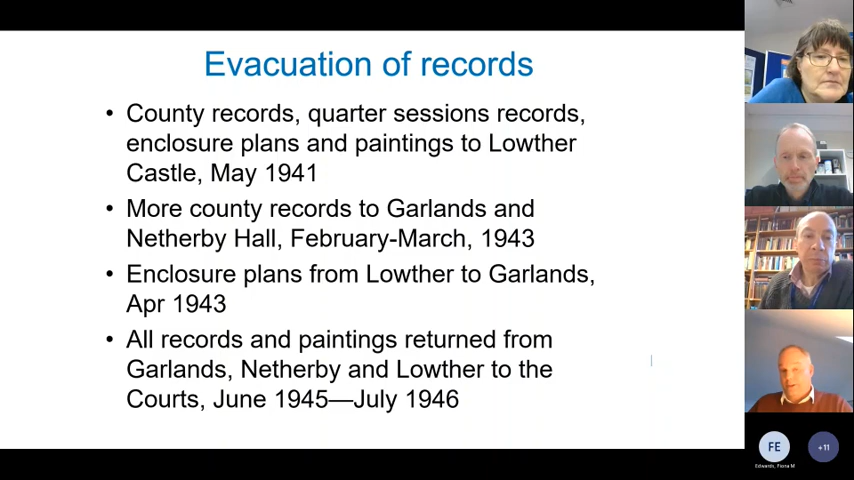 Evacuation of records
• County records, quarter sessions records,
enclosure plans and paintings to Lowther
Castle, May 1941
• More county records to Garlands and
Netherby Hall, February-March, 1943
• Enclosure plans from Lowther to Garlands,
Apr 1943
• All records and paintings returned from
Garlands, Netherby and Lowther to the
Courts, June 1945—July 1946
FE
+11
Edwards, Fiona M